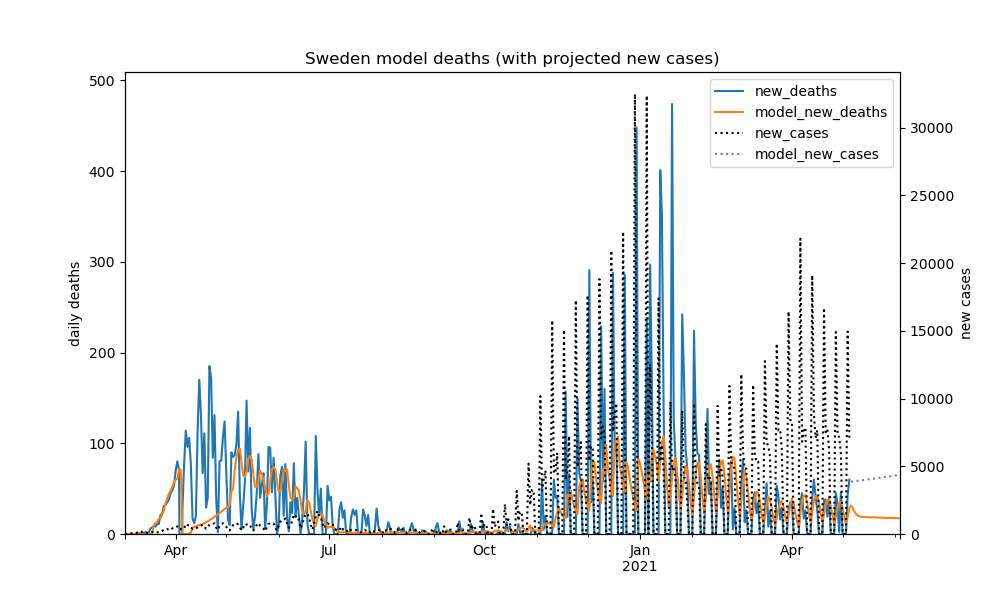 Sweden model deaths (with projected new cases)
500
400
300
200
100
0
daily deaths
new_deaths
model_new_deaths
new_cases
model_new_cases
30000
25000
20000
15000
10000
5000
0
new cases
Apr
Jul
Oct
Jan
2021
Apr